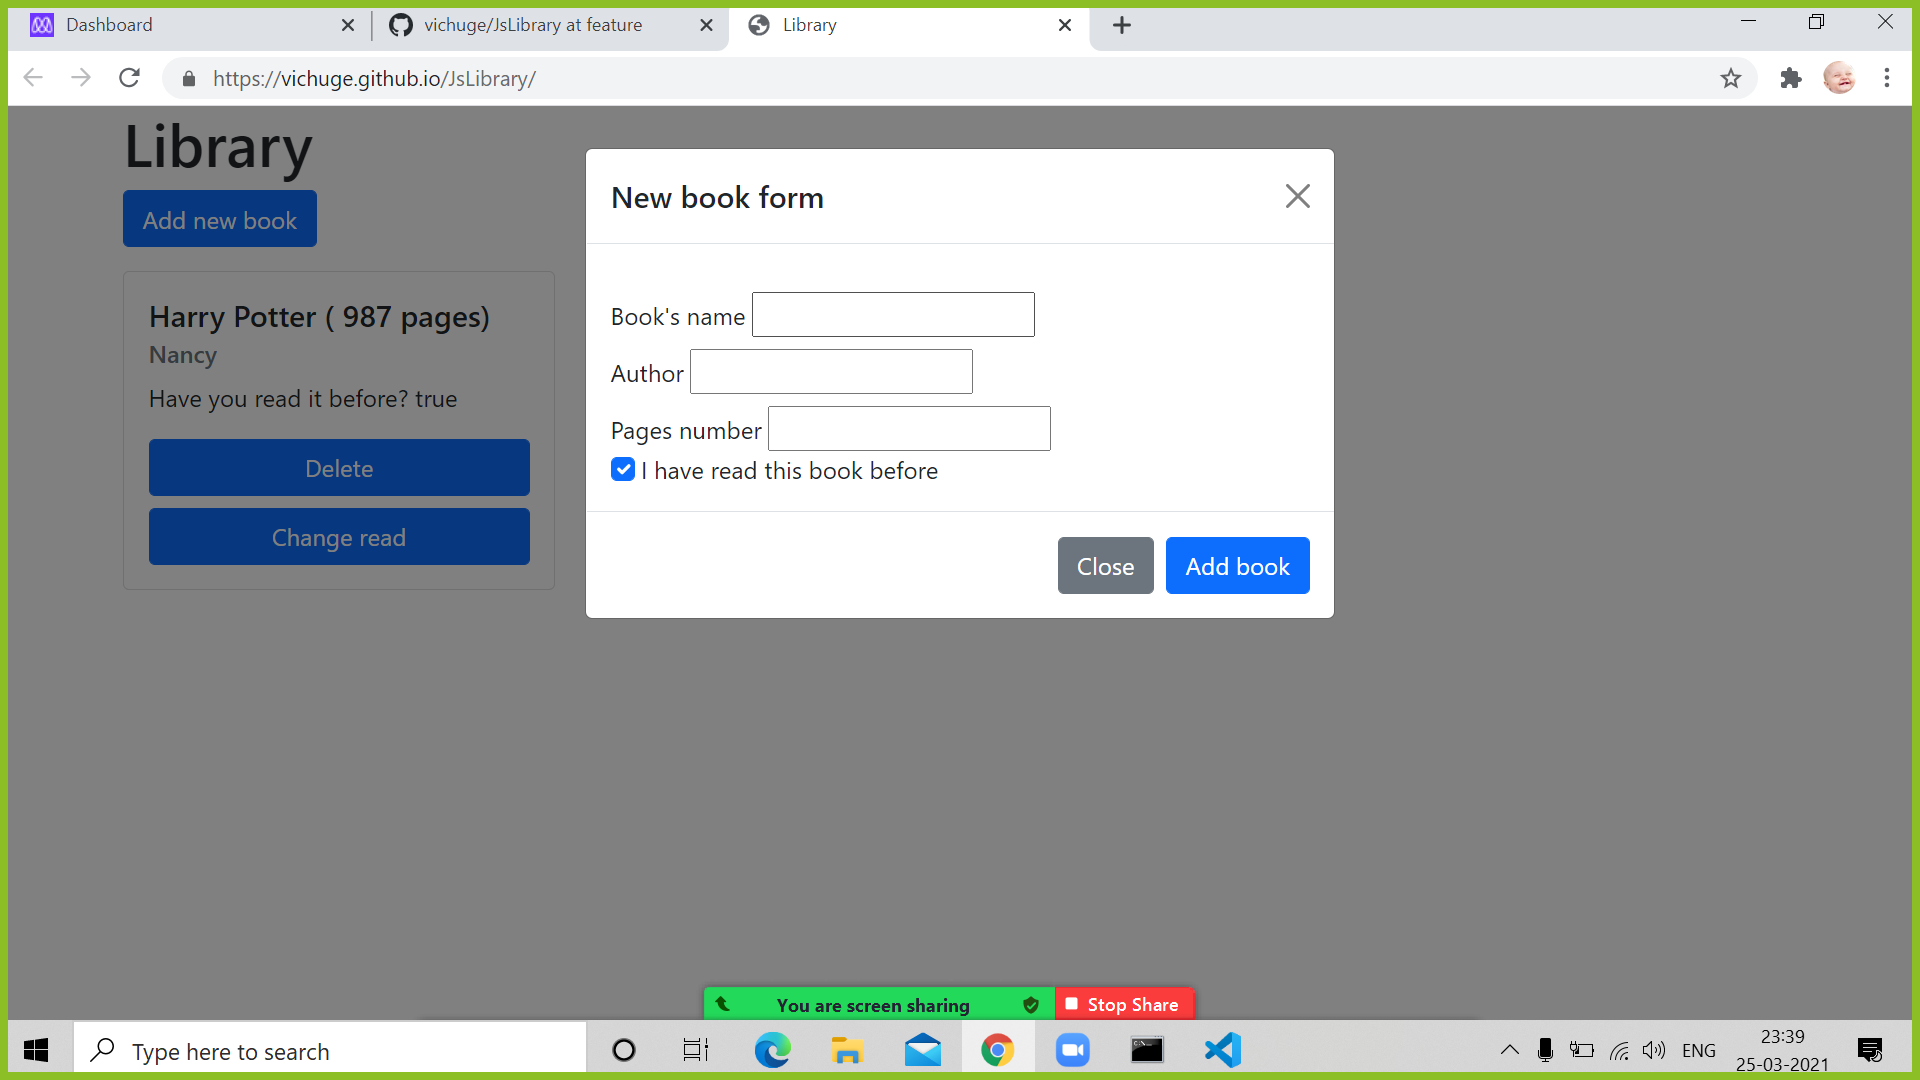 Dashboard
vichuge/JsLibrary at feature
Library
https://vichuge.github.io/JsLibrary/
Library
Add new book
Harry Potter ( 987 pages)
Nancy
Have you read it before? true
Delete
Change read
New book form
Book's name
Author
Pages number
I have read this book before
Close
Add book
You are screen sharing
Stop Share
Type here to search
ENG
23:39
25-03-2021